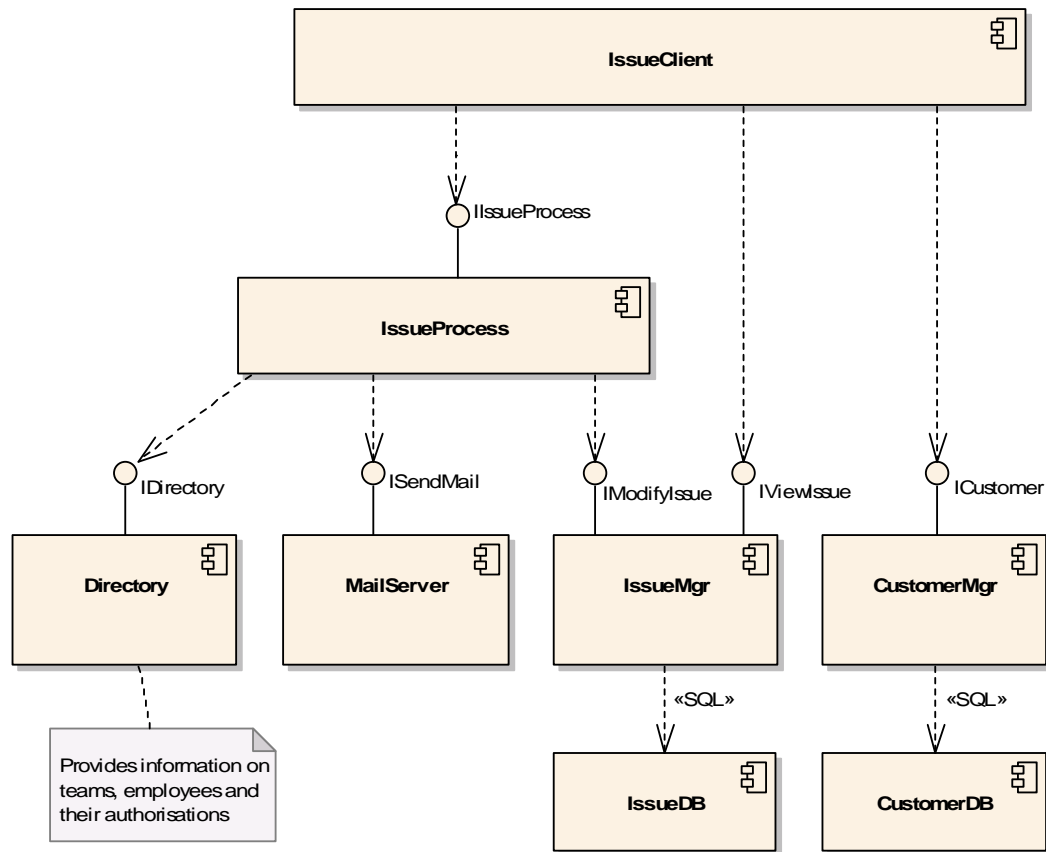 IssueClient
IIssueProcess
IssueProcess
IDirectory
ISendMail
IModifyIssue
IViewIssue
ICustomer
Directory
MailServer
IssueMgr
CustomerMgr
«SQL»
«SQL»
Provides information on
teams, employees and
their authorisations
IssueDB
CustomerDB